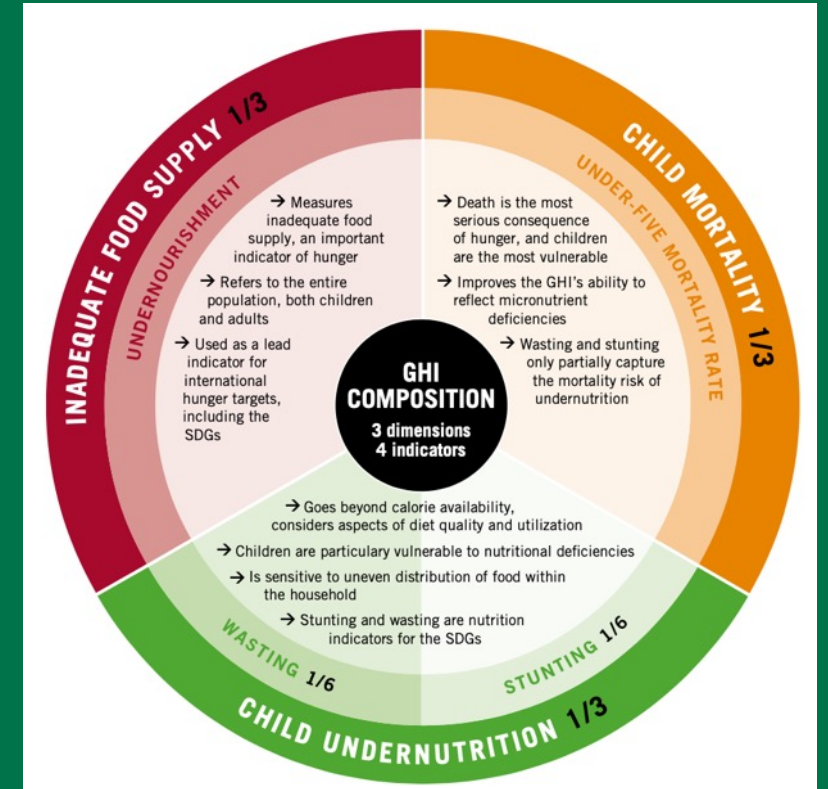 INADEQUATE FOOD SUPPLY 1/3
UNDERNOURISHMENT
→ Measures
inadequate food
supply, an important
indicator of hunger
→ Refers to the entire
population, both children
and adults
→ Used as a lead
indicator for
international
hunger targets,
including the
SDGs
CHILD MORTALITY 1/3
UNDER-FIVE MORTALITY RATE
→ Death is the most
serious consequence
of hunger, and children
are the most vulnerable
→ Improves the GHI's ability to
reflect micronutrient
deficiencies
→ Wasting and stunting
only partially capture
the mortality risk of
undernutrition
GHI
COMPOSITION
3 dimensions
4 indicators
→ Goes beyond calorie availability,
considers aspects of diet quality and utilization
→ Children are particulary vulnerable to nutritional deficiencies
→ Is sensitive to uneven distribution of food within
the household
→ Stunting and wasting are nutrition
indicators for the SDGs
WASTING 1/6
STUNTING 1/6
CHILD UNDERNUTRITION 1/3